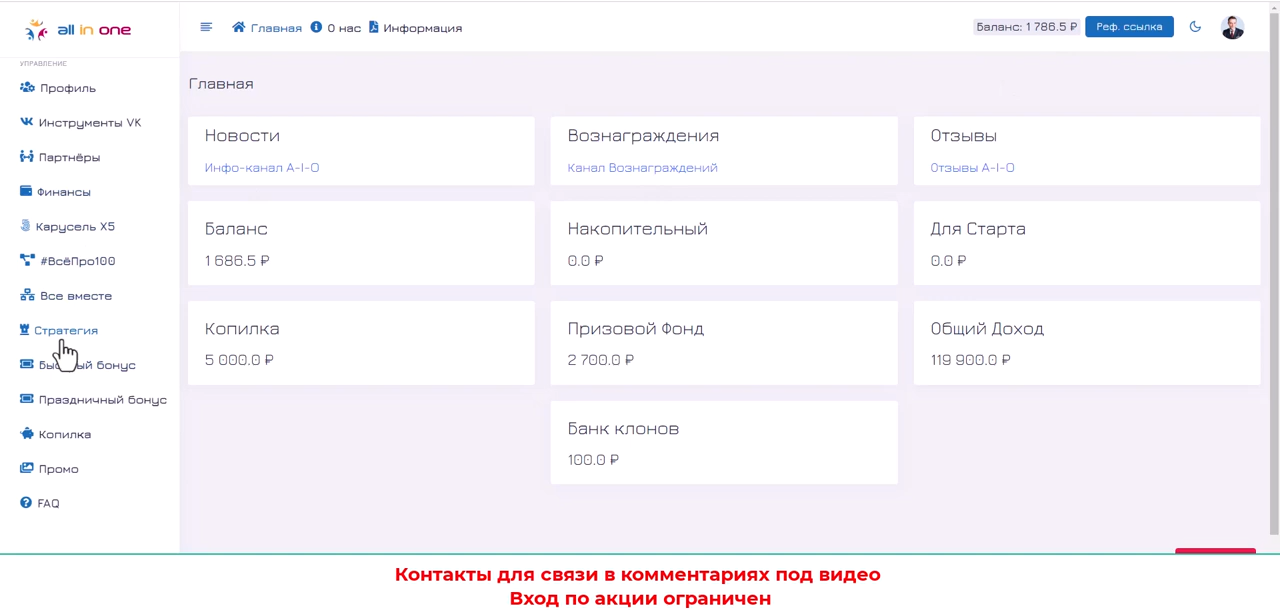 all in one
Главная О нас Информация
Баланс: 1 786.5 ₽ Реф. ссылка
УПРАВЛЕНИЕ
Профиль
Инструменты VK
Партнёры
Финансы
Карусель X5
#ВсёПро100
Все вместе
Стратегия
Праздничный бонус
Копилка
Промо
FAQ
Главная
Новости
Инфо-канал A-I-O
Вознаграждения
Канал Вознаграждений
Отзывы
Отзывы A-I-O
Баланс
1 686.5 ₽
Накопительный
0.0 ₽
Для Старта
0.0 ₽
Копилка
5 000.0 ₽
Призовой Фонд
2 700.0 ₽
Общий Доход
119 900.0 ₽
Банк клонов
100.0 ₽
Контакты для связи в комментариях под видео
Вход по акции ограничен